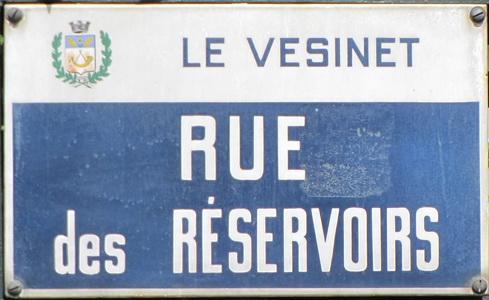 LE VESINET
RUE
des RÉSERVOIRS